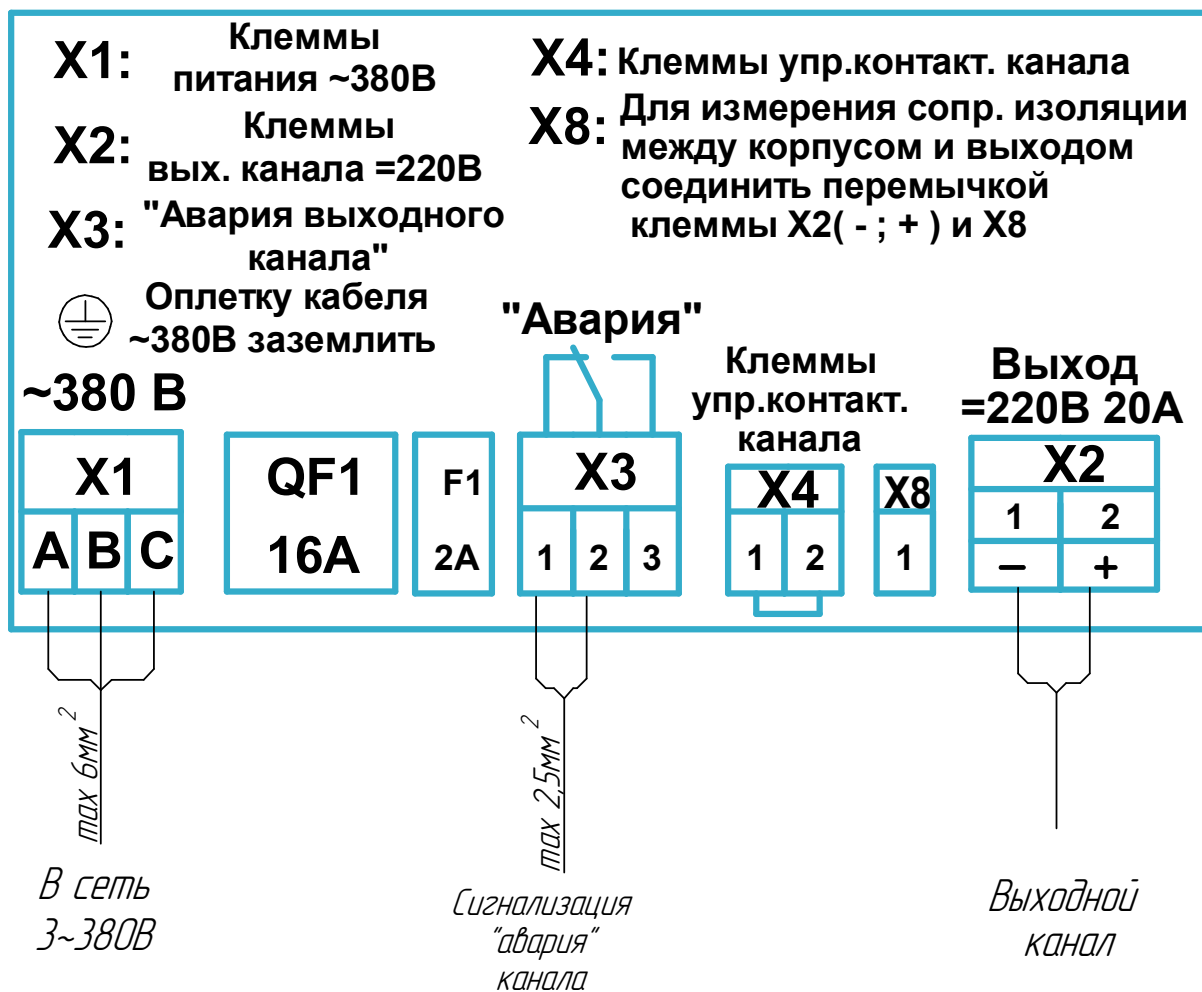 X1: Клеммы
питания ~380В
X2: Клеммы
вых. канала =220В
X3: "Авария выходного
канала"
Оплетку кабеля
~380В заземлить
X4: Клеммы упр.контакт. канала
X8: Для измерения сопр. изоляции
между корпусом и выходом
соединить перемычкой
клеммы X2( - ; + ) и X8
~380 В
X1
A B C
QF1
16A
F1
2A
"Авария"
X3
1 2 3
Клеммы
упр.контакт.
канала
X4
1 2
X8
1
Выход
=220В 20А
X2
1 2
– +
max 6мм²
В сеть
3~380В
max 2,5мм²
Сигнализация
"авария"
канала
Выходной
канал